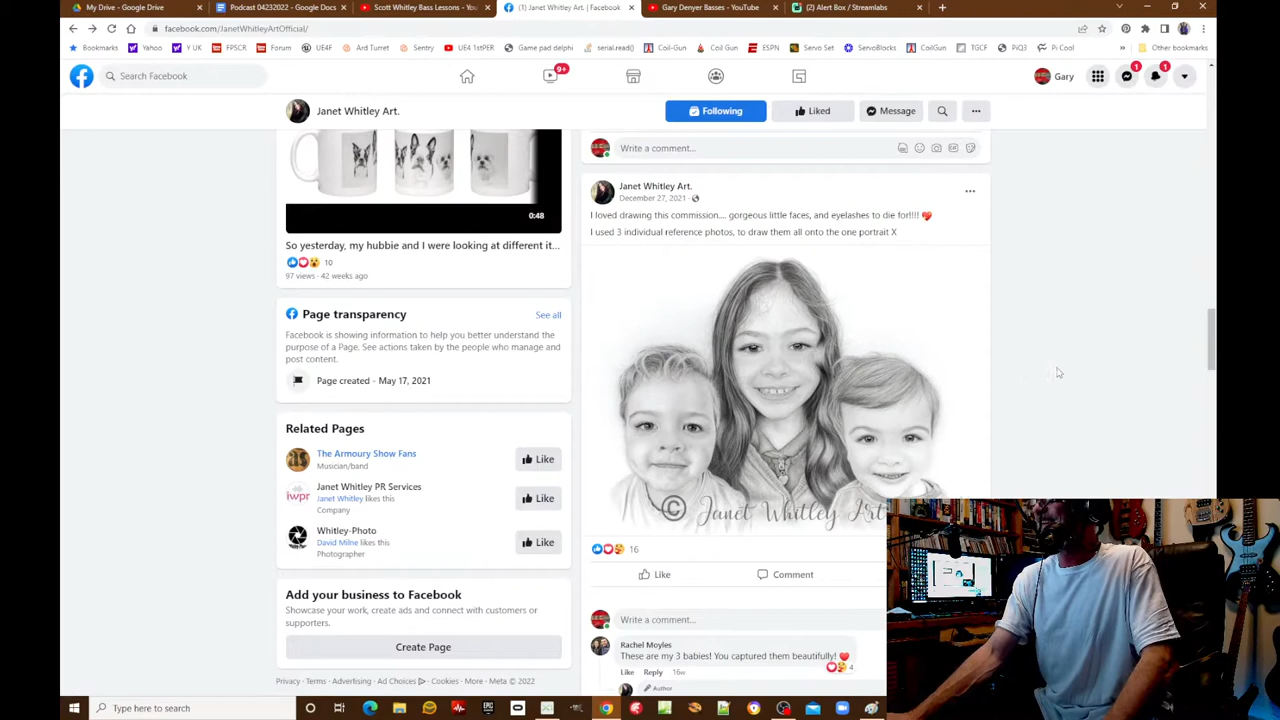 My Drive - Google Drive
Podcast 04232022 - Google Docs
Scott Whitley Bass Lessons - You
(1) Janet Whitley Art. | Facebook
Gary Denyer Basses - YouTube
(2) Alert Box / Streamlabs
facebook.com/JanetWhitleyArtOfficial/
Bookmarks
Yahoo
Y UK
FPSCR
Forum
UE4F
Ard Turret
Sentry
UE4 1stPER
Game pad delphi
serial.read()
Coil-Gun
Coil Gun
ESPN
Servo Set
ServoBlocks
CoilGun
TGCF
PiQ3
Pi Cool
Other bookmarks
Search Facebook
9+
Gary
1
1
Janet Whitley Art.
Following
Liked
Message
0:48
So yesterday, my hubbie and I were looking at different it...
10
97 views · 42 weeks ago
Page transparency
See all
Facebook is showing information to help you better understand the
purpose of a Page. See actions taken by the people who manage and
post content.
Page created - May 17, 2021
Related Pages
The Armoury Show Fans
Musician/band
Like
Janet Whitley PR Services
Janet Whitley likes this
Company
Like
Whitley-Photo
David Milne likes this
Photographer
Like
Add your business to Facebook
Showcase your work, create ads and connect with customers or
supporters.
Create Page
Privacy · Terms · Advertising · Ad Choices · Cookies · More · Meta © 2022
Write a comment...
Janet Whitley Art.
December 27, 2021 ·
I loved drawing this commission.... gorgeous little faces, and eyelashes to die for!!!!
I used 3 individual reference photos, to draw them all onto the one portrait X
© Janet Whitley Art
16
Like
Comment
Write a comment...
Rachel Moyles
These are my 3 babies! You captured them beautifully!
4
Like Reply 16w
Author
Type here to search